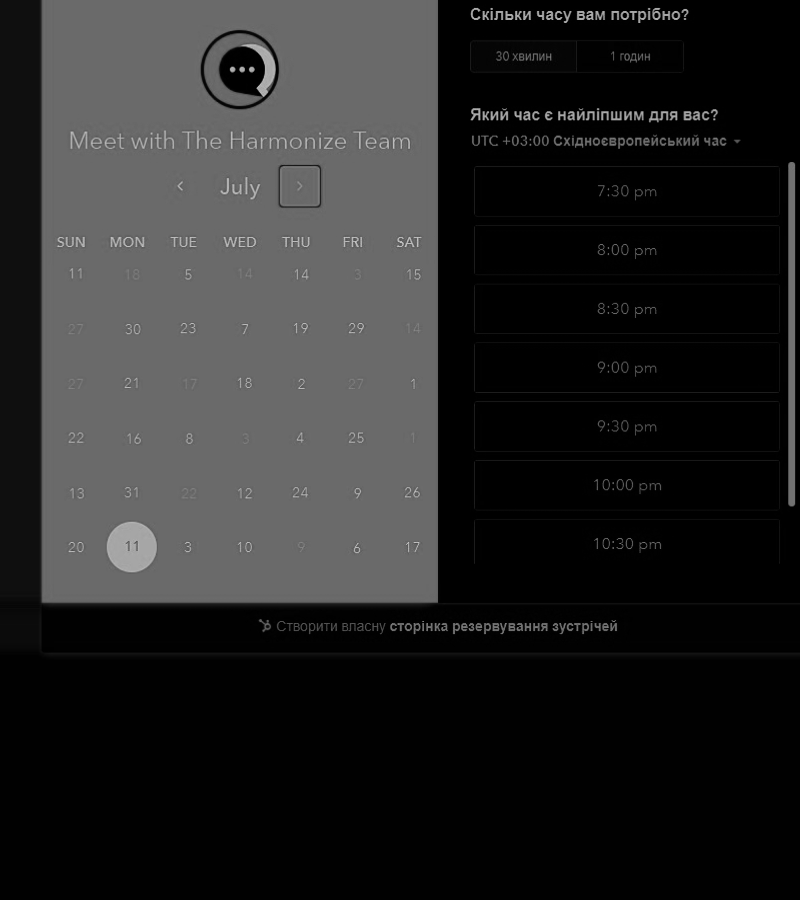 Meet with The Harmonize Team
July
SUN MON TUE WED THU FRI SAT
11 18 5 14 14 3 15
27 30 23 7 19 29 14
27 21 17 18 2 27 1
22 16 8 3 4 25 1
13 31 22 12 24 9 26
20 11 3 10 9 6 17
Скільки часу вам потрібно?
30 хвилин 1 годин
Який час є найліпшим для вас?
UTC +03:00 Східноєвропейський час
7:30 pm
8:00 pm
8:30 pm
9:00 pm
9:30 pm
10:00 pm
10:30 pm
Створити власну сторінка резервування зустрічей